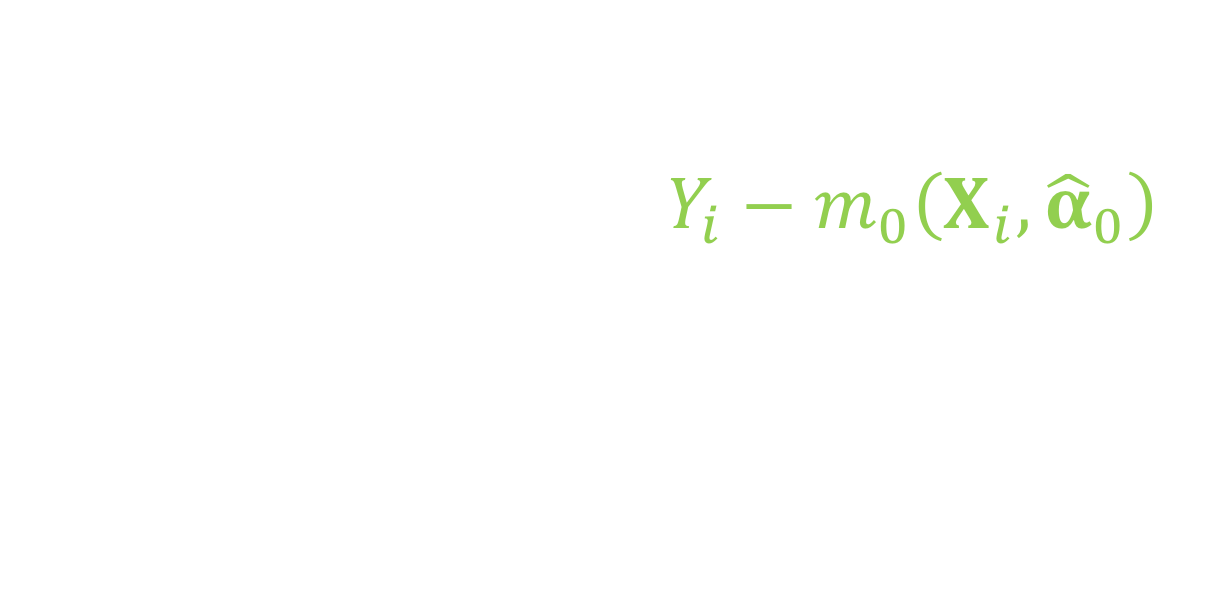 𝑌ᵢ − 𝑚₀(𝐗ᵢ, 𝛂̂₀)